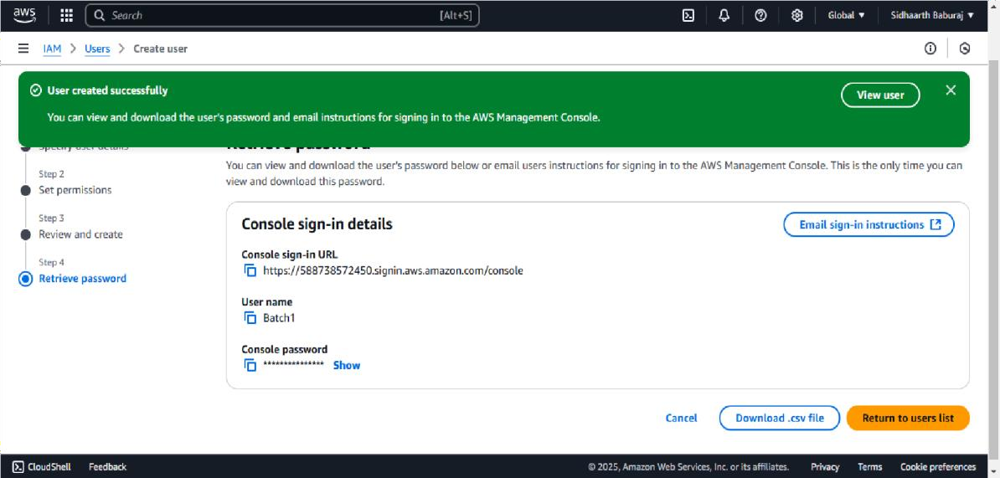 aws
Search [Alt+S]
Global ▼
Sidhaarth Baburaj ▼
IAM > Users > Create user
User created successfully
You can view and download the user's password and email instructions for signing in to the AWS Management Console.
View user
Specify user details
Step 2
Set permissions
Step 3
Review and create
Step 4
Retrieve password
Retrieve password
You can view and download the user's password below or email users instructions for signing in to the AWS Management Console. This is the only time you can
view and download this password.
Console sign-in details
Email sign-in instructions
Console sign-in URL
https://588738572450.signin.aws.amazon.com/console
User name
Batch1
Console password
*************** Show
Cancel
Download .csv file
Return to users list
CloudShell
Feedback
© 2025, Amazon Web Services, Inc. or its affiliates.
Privacy
Terms
Cookie preferences